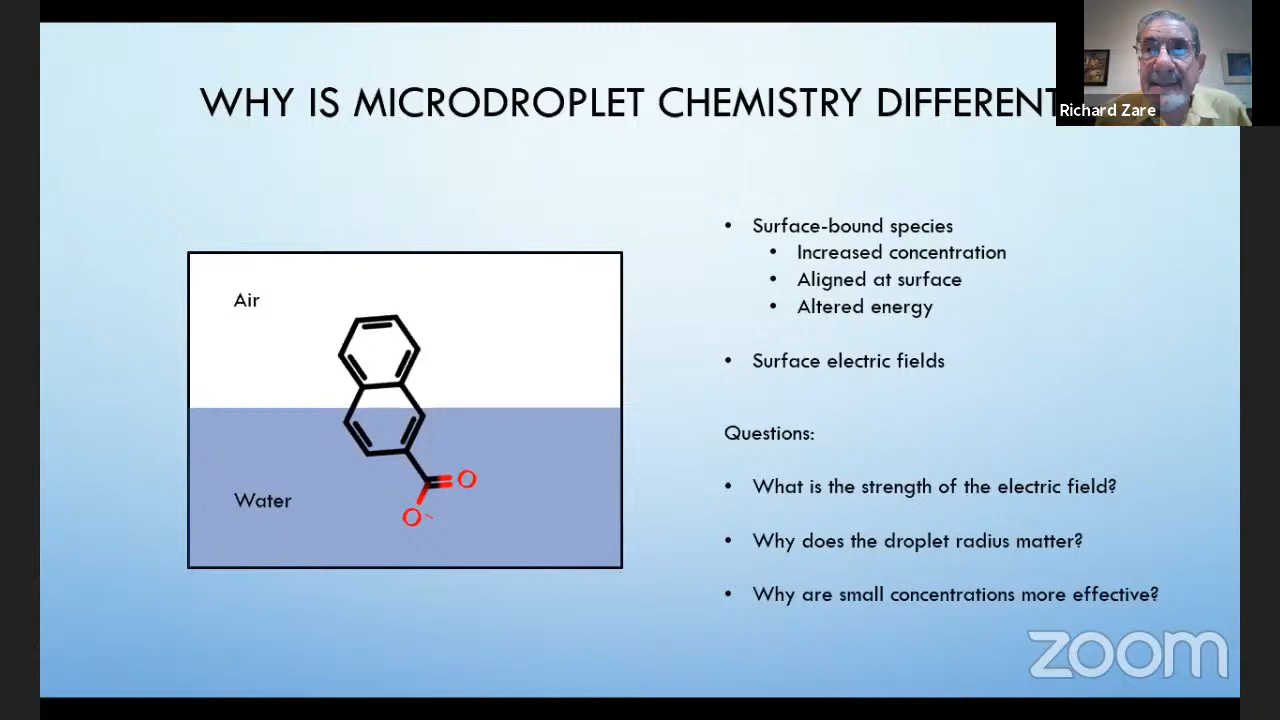 WHY IS MICRODROPLET CHEMISTRY DIFFERENT
Richard Zare
• Surface-bound species
• Increased concentration
• Aligned at surface
• Altered energy
• Surface electric fields
Questions:
• What is the strength of the electric field?
• Why does the droplet radius matter?
• Why are small concentrations more effective?
Air
Water
O
O-
zoom